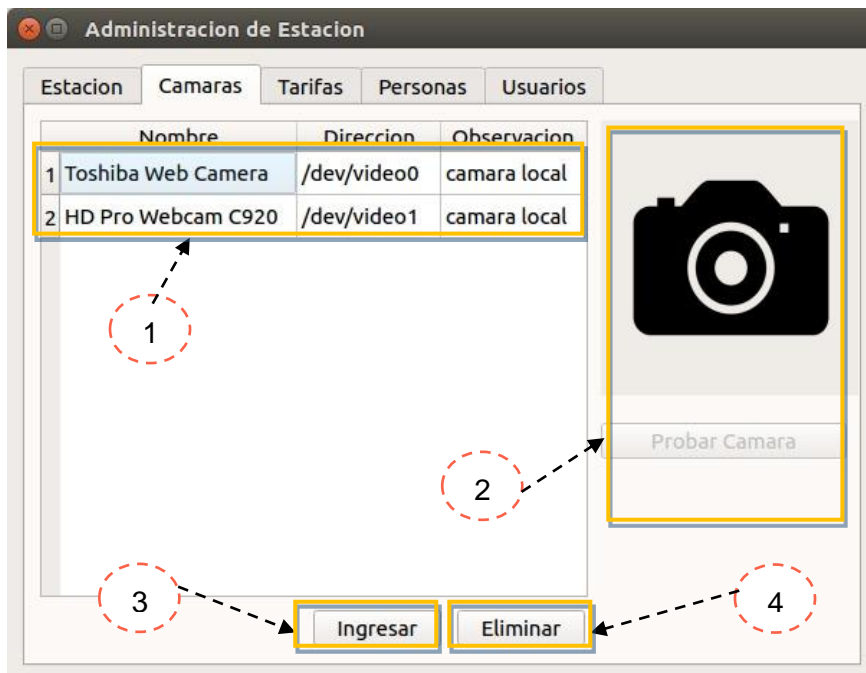 Administracion de Estacion
Estacion Camaras Tarifas Personas Usuarios
Nombre Direccion Observacion
1 Toshiba Web Camera /dev/video0 camara local
2 HD Pro Webcam C920 /dev/video1 camara local
1
Probar Camara
2
3
4
Ingresar Eliminar